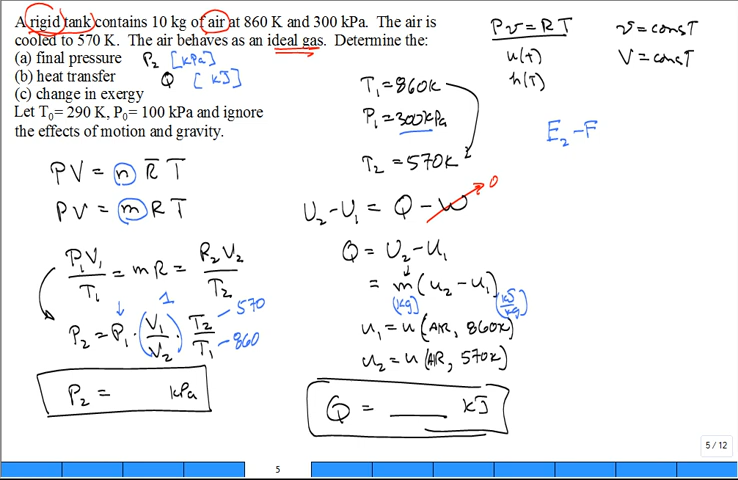 A rigid tank contains 10 kg of air at 860 K and 300 kPa. The air is
cooled to 570 K. The air behaves as an ideal gas. Determine the:
(a) final pressure P₂ [kPa]
(b) heat transfer Q [kJ]
(c) change in exergy
Let T₀= 290 K, P₀= 100 kPa and ignore
the effects of motion and gravity.
PV = n R̅ T
PV = m R T
P₁V₁/T₁ = mR = P₂V₂/T₂
P₂ = P₁ · (V₁/V₂) · T₂/T₁
1
570
860
P₂ = kPa
Pv = RT
u(T)
h(T)
v = const
V = const
T₁ = 860K
P₁ = 300kPa
T₂ = 570K
E₂ - E
U₂ - U₁ = Q - W
0
Q = U₂ - U₁
= m (u₂ - u₁)
[kg] [kJ/kg]
u₁ = u (AIR, 860K)
u₂ = u (AIR, 570K)
Q = ____ kJ
5 / 12
5